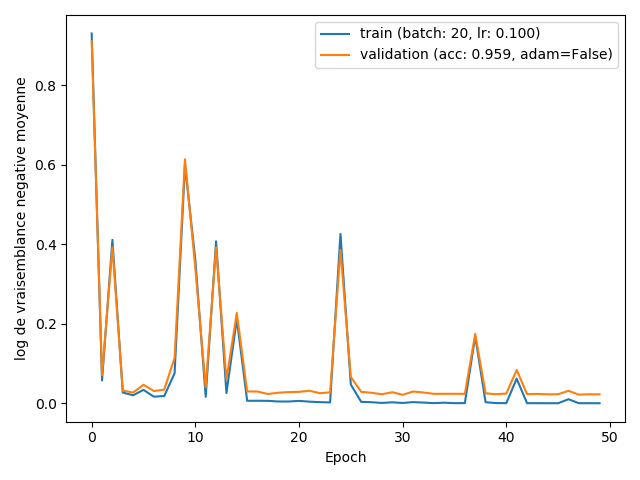 train (batch: 20, lr: 0.100)
validation (acc: 0.959, adam=False)
log de vraisemblance negative moyenne
0.8
0.6
0.4
0.2
0.0
0 10 20 30 40 50
Epoch